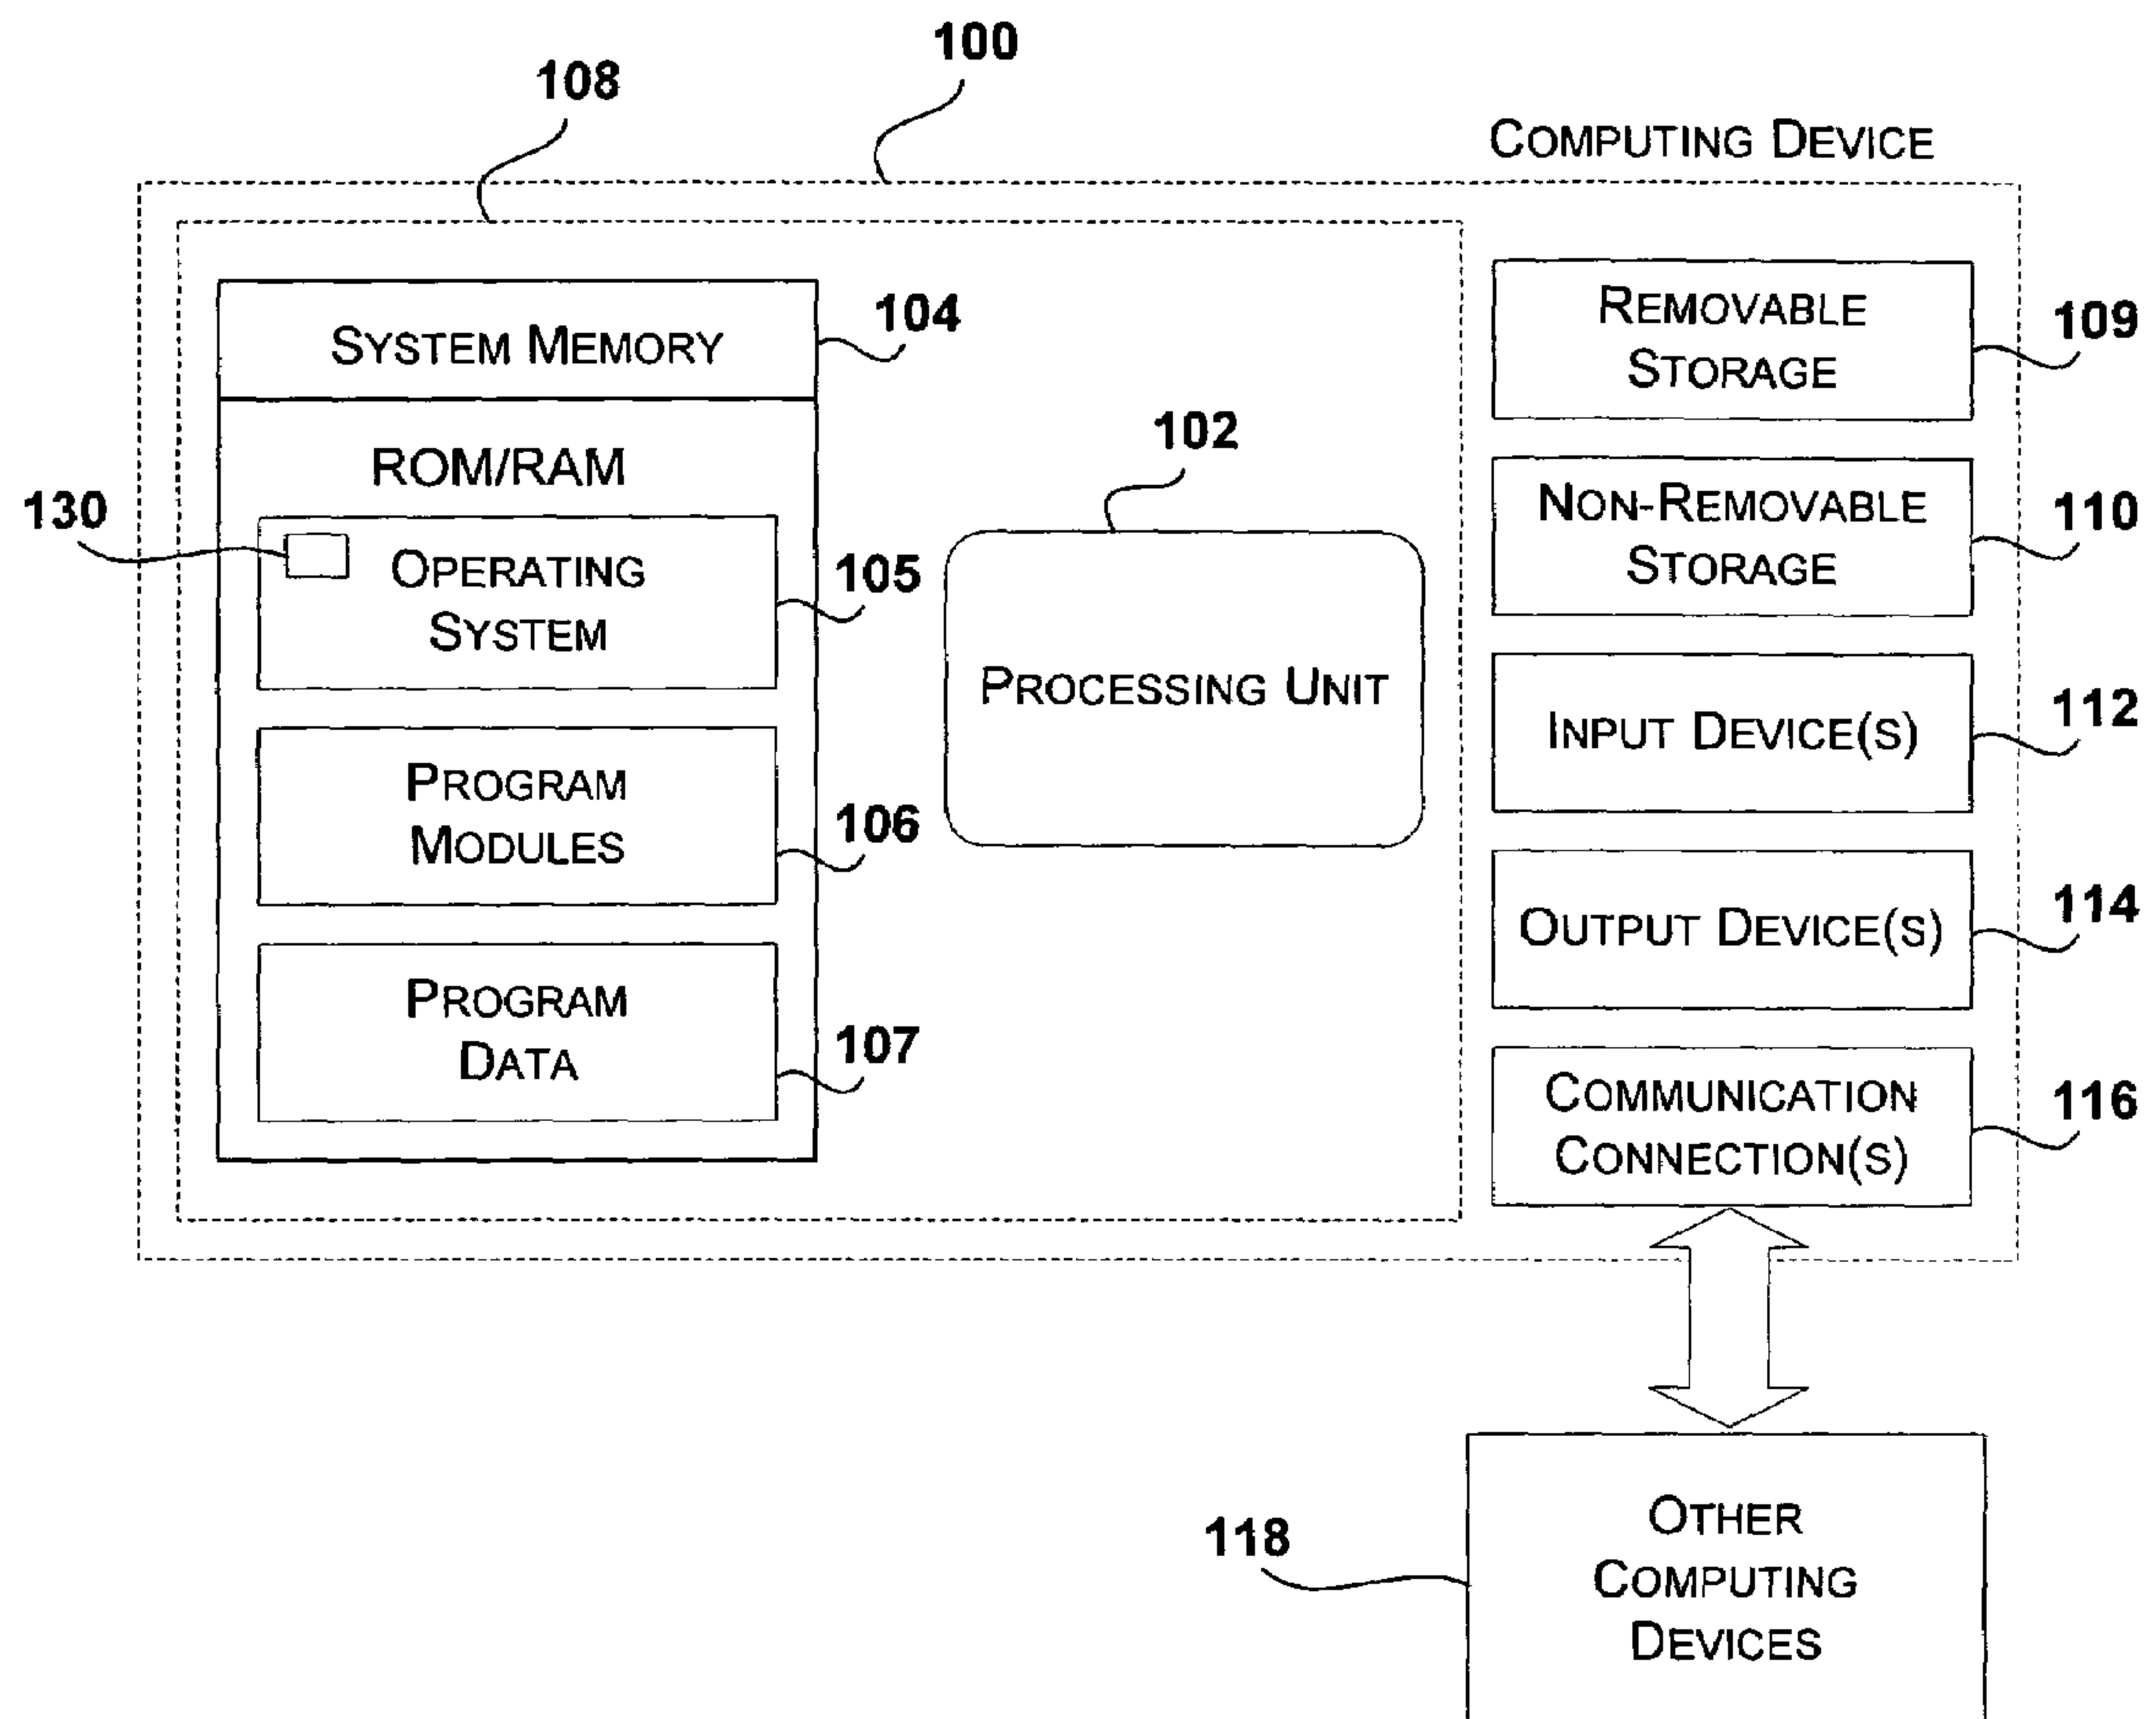 100
108
COMPUTING DEVICE
SYSTEM MEMORY
104
ROM/RAM
130
OPERATING
SYSTEM
105
PROGRAM
MODULES
106
PROGRAM
DATA
107
102
PROCESSING UNIT
REMOVABLE
STORAGE
109
NON-REMOVABLE
STORAGE
110
INPUT DEVICE(S)
112
OUTPUT DEVICE(S)
114
COMMUNICATION
CONNECTION(S)
116
118
OTHER
COMPUTING
DEVICES